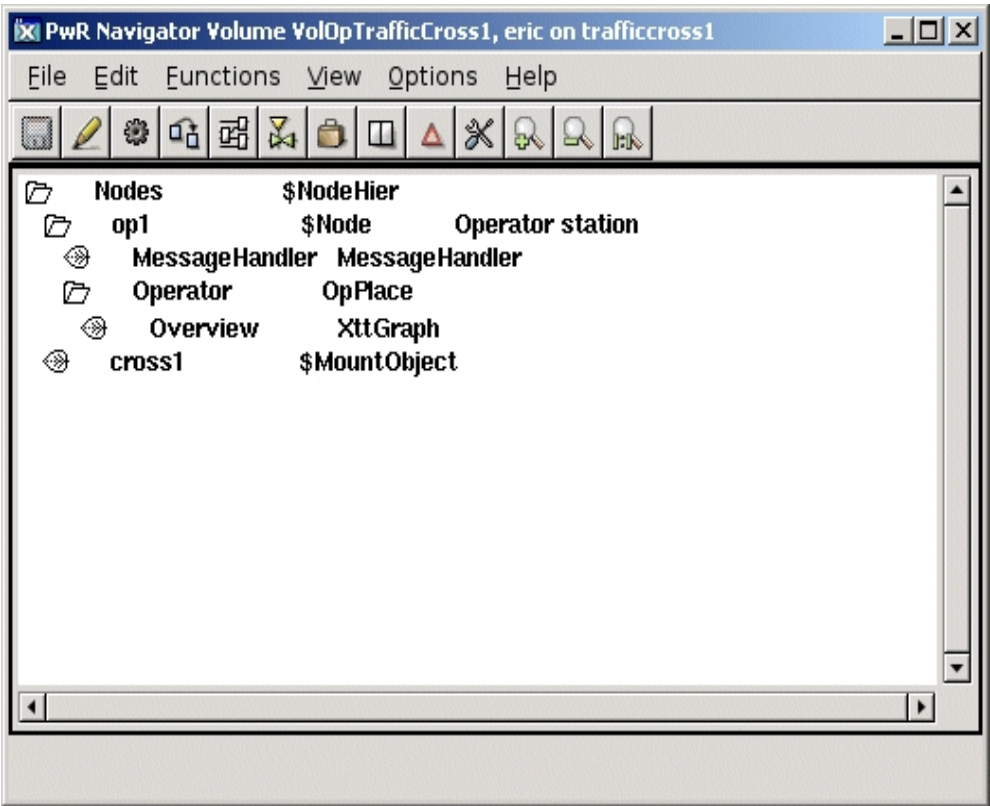 PwR Navigator Volume VolOpTrafficCross1, eric on trafficcross1
File Edit Functions View Options Help
Nodes $NodeHier
op1 $Node Operator station
MessageHandler MessageHandler
Operator OpPlace
Overview XttGraph
cross1 $MountObject